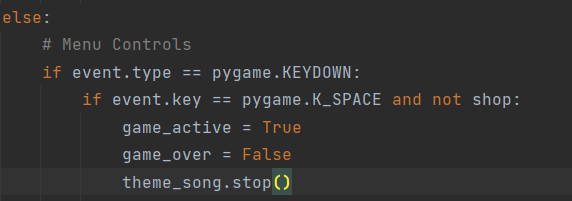 else:
# Menu Controls
if event.type == pygame.KEYDOWN:
if event.key == pygame.K_SPACE and not shop:
game_active = True
game_over = False
theme_song.stop()